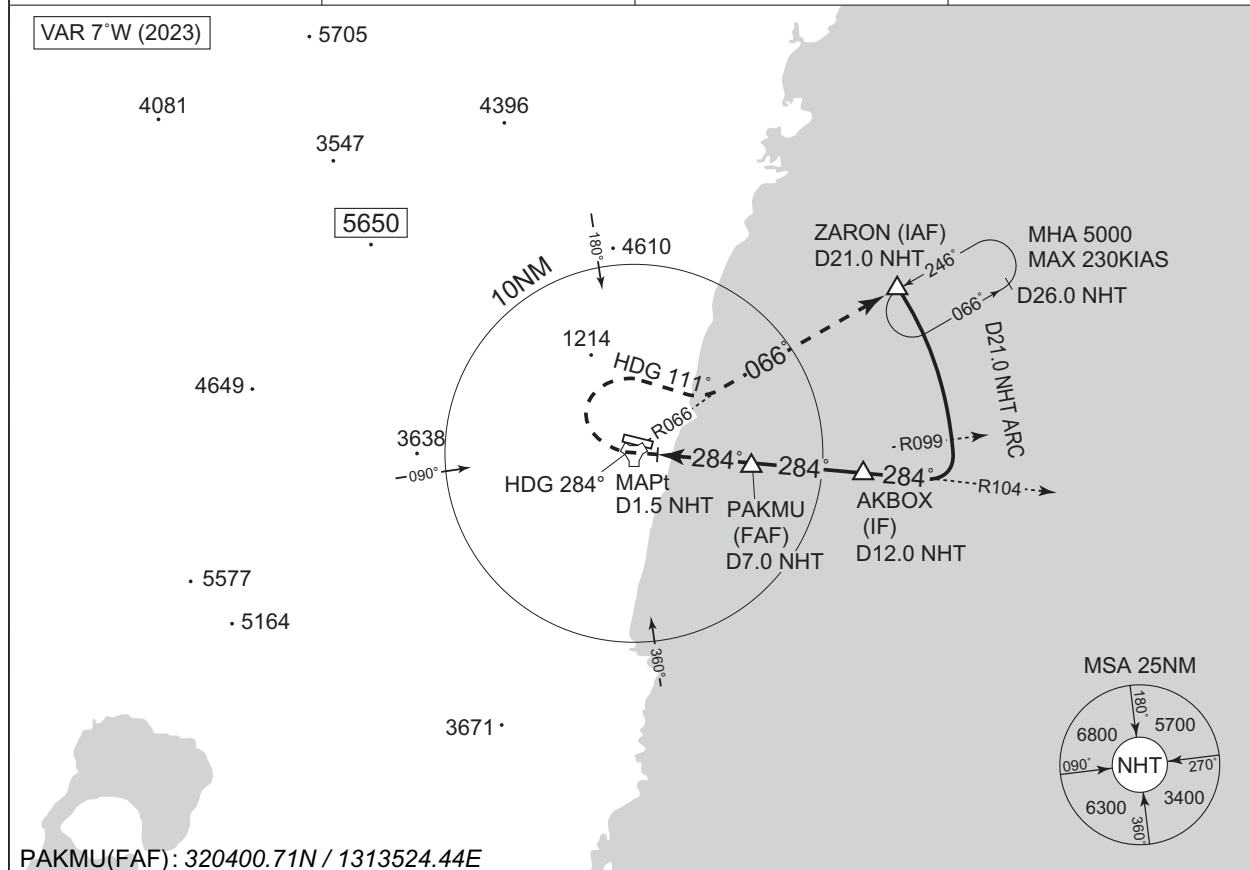 VAR 7°W (2023)
5705
4081
4396
3547
5650
180°
4610
10NM
ZARON (IAF)
D21.0 NHT
MHA 5000
MAX 230KIAS
246°
066°
D26.0 NHT
1214
HDG 111°
066°
D21.0 NHT ARC
4649
R066
3638
090°
R099
284°
284°
284°
R104
HDG 284°
MAPt
D1.5 NHT
PAKMU
(FAF)
D7.0 NHT
AKBOX
(IF)
D12.0 NHT
5577
5164
360°
3671
MSA 25NM
180°
6800
5700
090°
NHT
270°
6300
3400
360°
PAKMU(FAF): 320400.71N / 1313524.44E